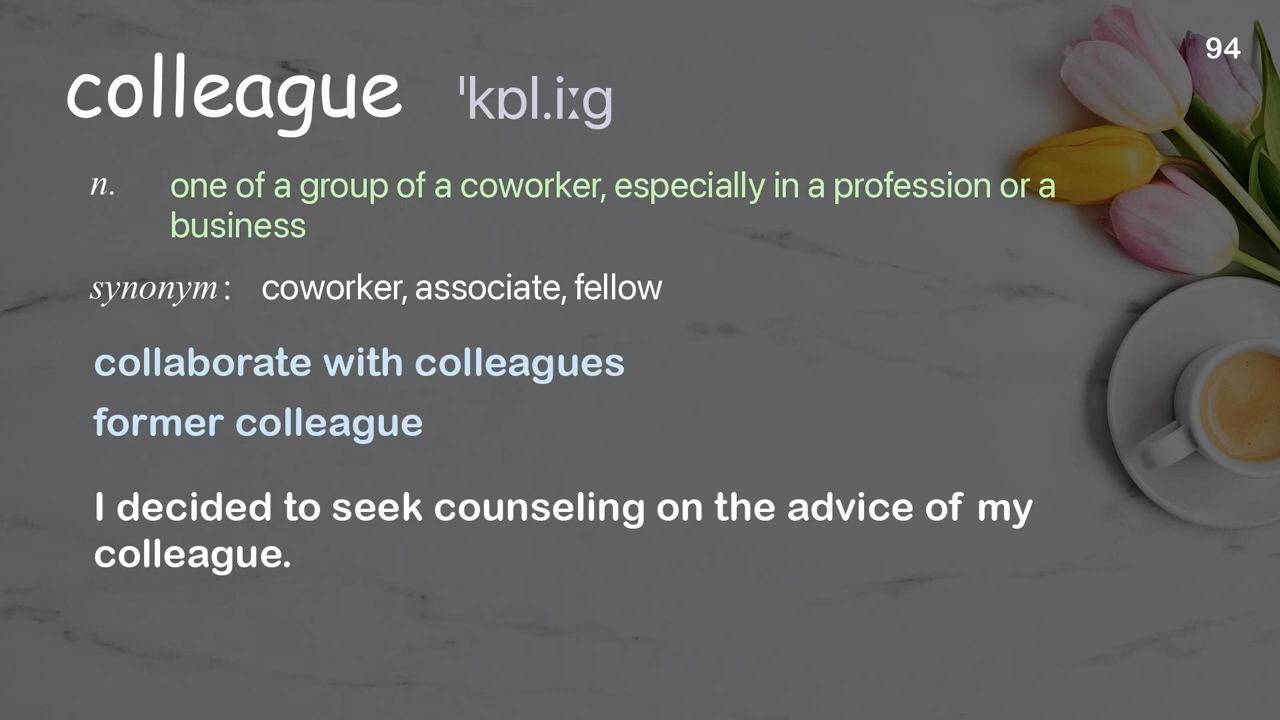 94
colleague ˈkɒl.iːg
n. one of a group of a coworker, especially in a profession or a
business
synonym: coworker, associate, fellow
collaborate with colleagues
former colleague
I decided to seek counseling on the advice of my
colleague.